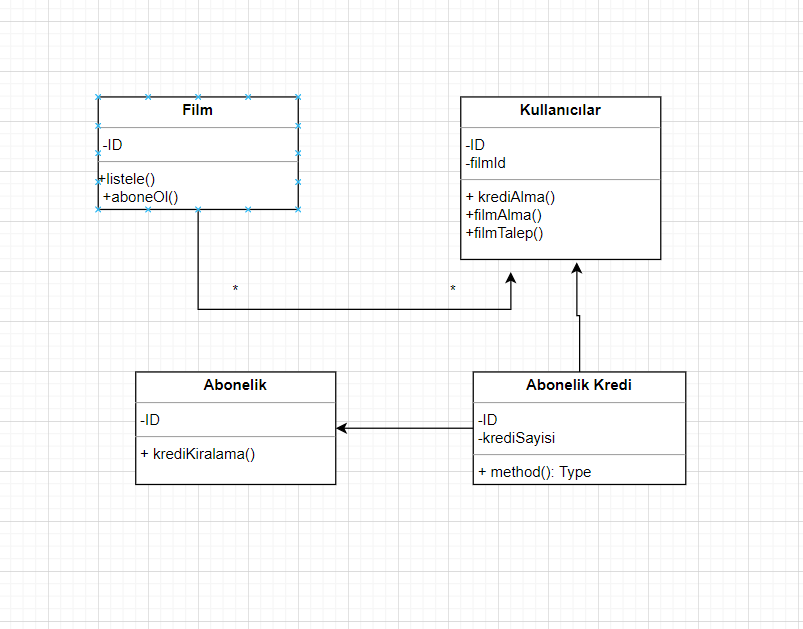 Film
-ID
+listele()
+aboneOl()
Kullanıcılar
-ID
-filmId
+ krediAlma()
+filmAlma()
+filmTalep()
*
*
Abonelik
-ID
+ krediKiralama()
Abonelik Kredi
-ID
-krediSayisi
+ method(): Type